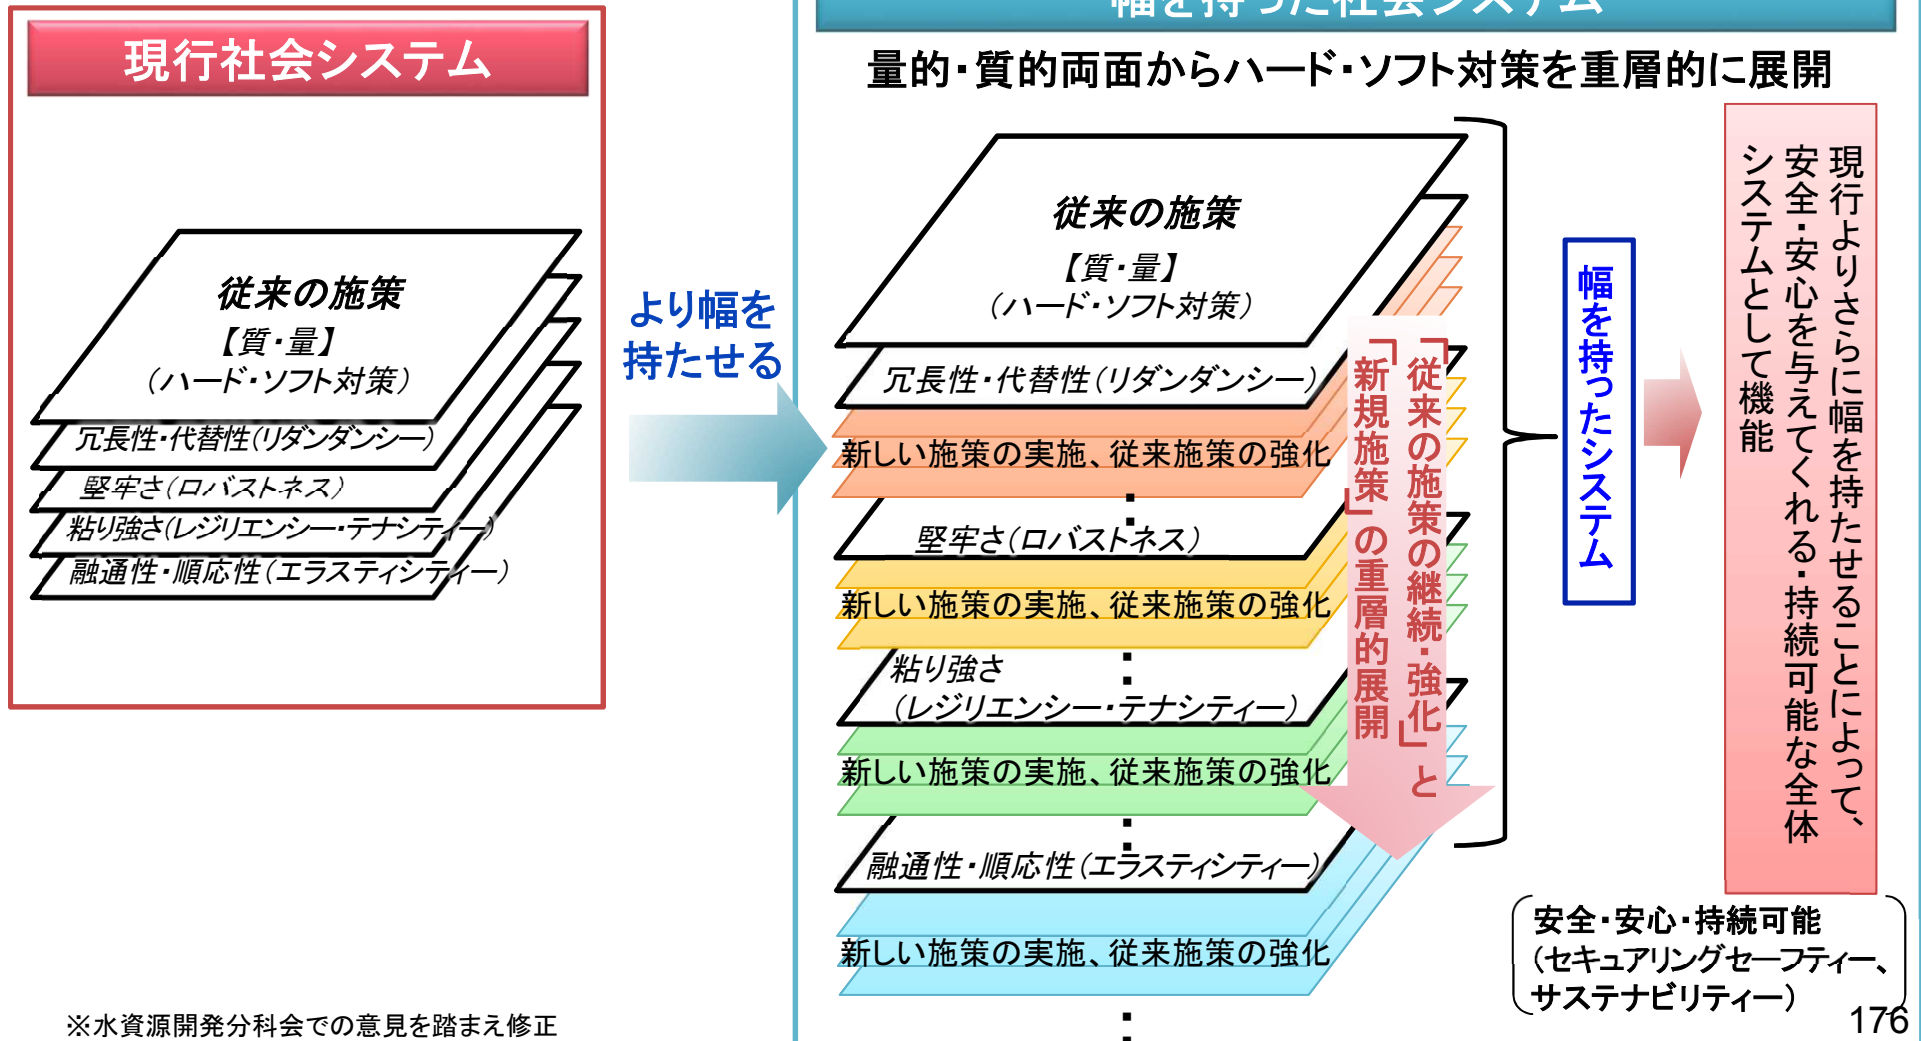 現行社会システム
従来の施策
【質・量】
（ハード・ソフト対策）
冗長性・代替性（リダンダンシー）
堅牢さ（ロバストネス）
粘り強さ（レジリエンシー・テナシティー）
融通性・順応性（エラスティシティー）
※水資源開発分科会での意見を踏まえ修正
より幅を
持たせる
幅を持った社会システム
量的・質的両面からハード・ソフト対策を重層的に展開
従来の施策
【質・量】
（ハード・ソフト対策）
冗長性・代替性（リダンダンシー）
新しい施策の実施、従来施策の強化
堅牢さ（ロバストネス）
新しい施策の実施、従来施策の強化
粘り強さ
（レジリエンシー・テナシティー）
新しい施策の実施、従来施策の強化
融通性・順応性（エラスティシティー）
新しい施策の実施、従来施策の強化
「従来の施策の継続・強化」と
「新規施策」の重層的展開
幅を持ったシステム
現行よりさらに幅を持たせることによって、
安全・安心を与えてくれる・持続可能な全体
システムとして機能
安全・安心・持続可能
（セキュアリングセーフティー、
サステナビリティー）
176